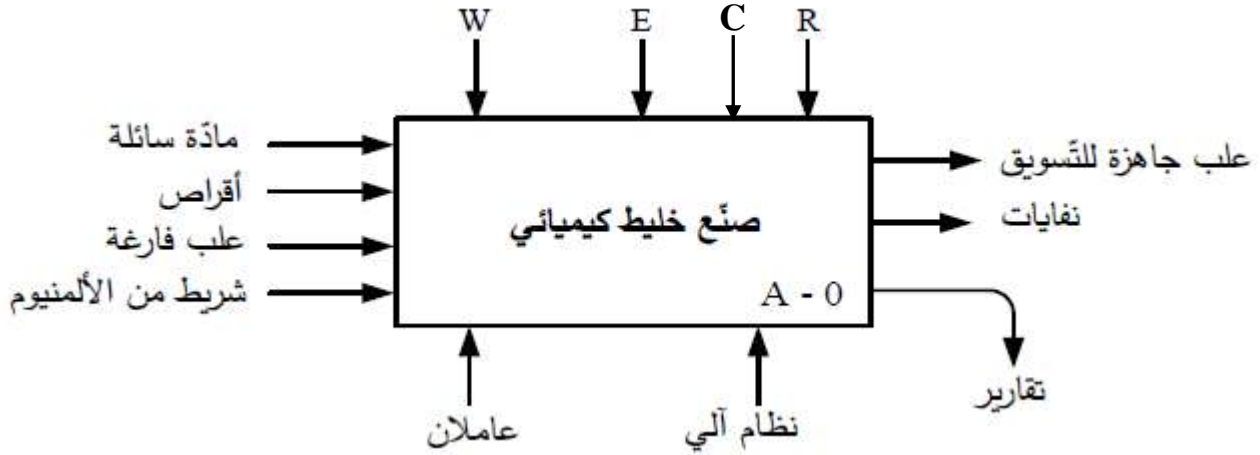 W E C R
مادّة سائلة
أقراص
علب فارغة
شريط من الألمنيوم
صنّع خليط كيميائي
A - 0
علب جاهزة للتّسويق
نفايات
تقارير
عاملان
نظام آلي